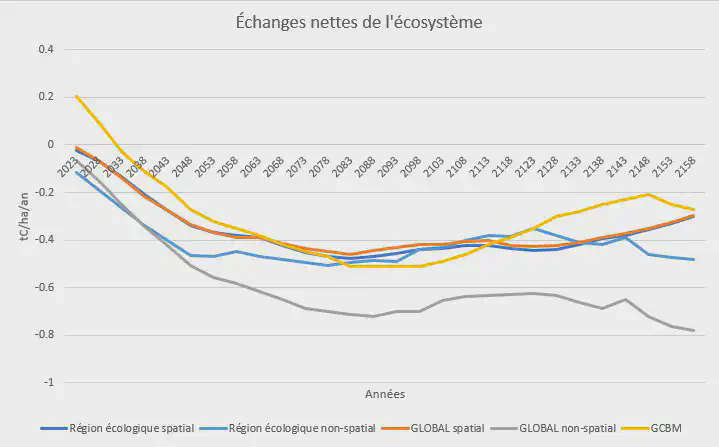 Échanges nettes de l'écosystème
0.4
0.2
0
-0.2
-0.4
-0.6
-0.8
-1
tC/ha/an
2023 2028 2033 2038 2043 2048 2053 2058 2063 2068 2073 2078 2083 2088 2093 2098 2103 2108 2113 2118 2123 2128 2133 2138 2143 2148 2153 2158
Années
Région écologique spatial Région écologique non-spatial GLOBAL spatial GLOBAL non-spatial GCBM